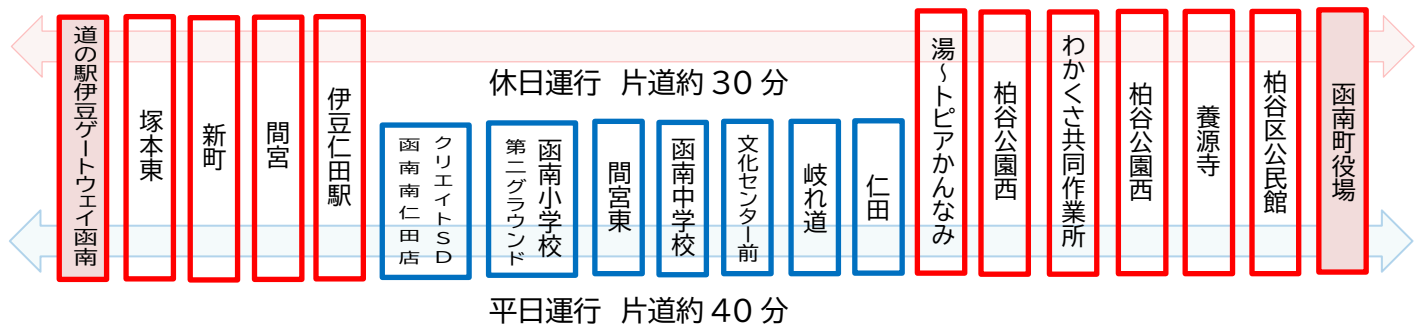 道の駅伊豆ゲートウェイ函南
塚本東
新町
間宮
伊豆仁田駅
休日運行 片道約30分
クリエイトSD
函南南仁田店
函南小学校
第二グラウンド
間宮東
函南中学校
文化センター前
岐れ道
仁田
湯～トピアかんなみ
柏谷公園西
わかくさ共同作業所
柏谷公園西
養源寺
柏谷区公民館
函南町役場
平日運行 片道約40分